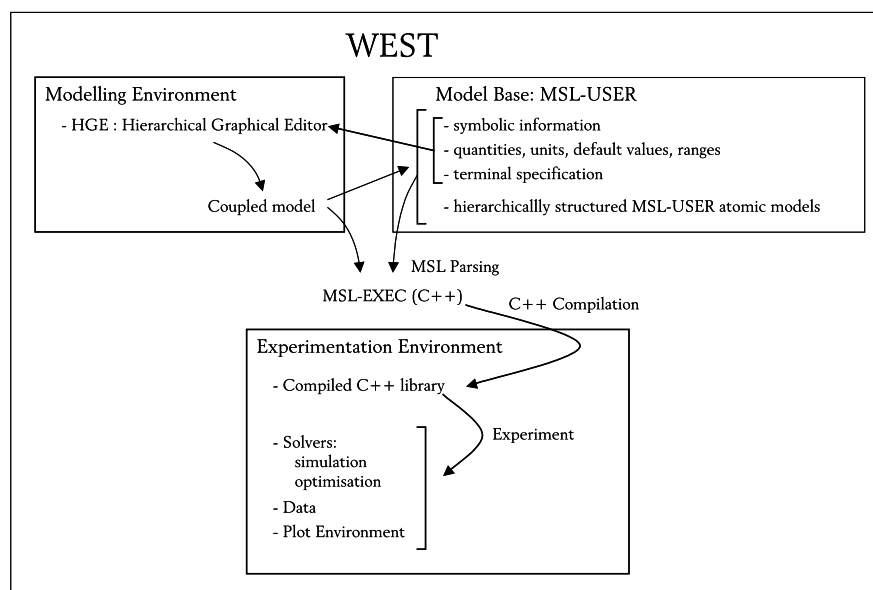 WEST
Modelling Environment
- HGE : Hierarchical Graphical Editor
Coupled model
Model Base: MSL-USER
- symbolic information
- quantities, units, default values, ranges
- terminal specification
- hierarchicallly structured MSL-USER atomic models
MSL Parsing
MSL-EXEC (C++)
C++ Compilation
Experimentation Environment
- Compiled C++ library
Experiment
- Solvers:
simulation
optimisation
- Data
- Plot Environment